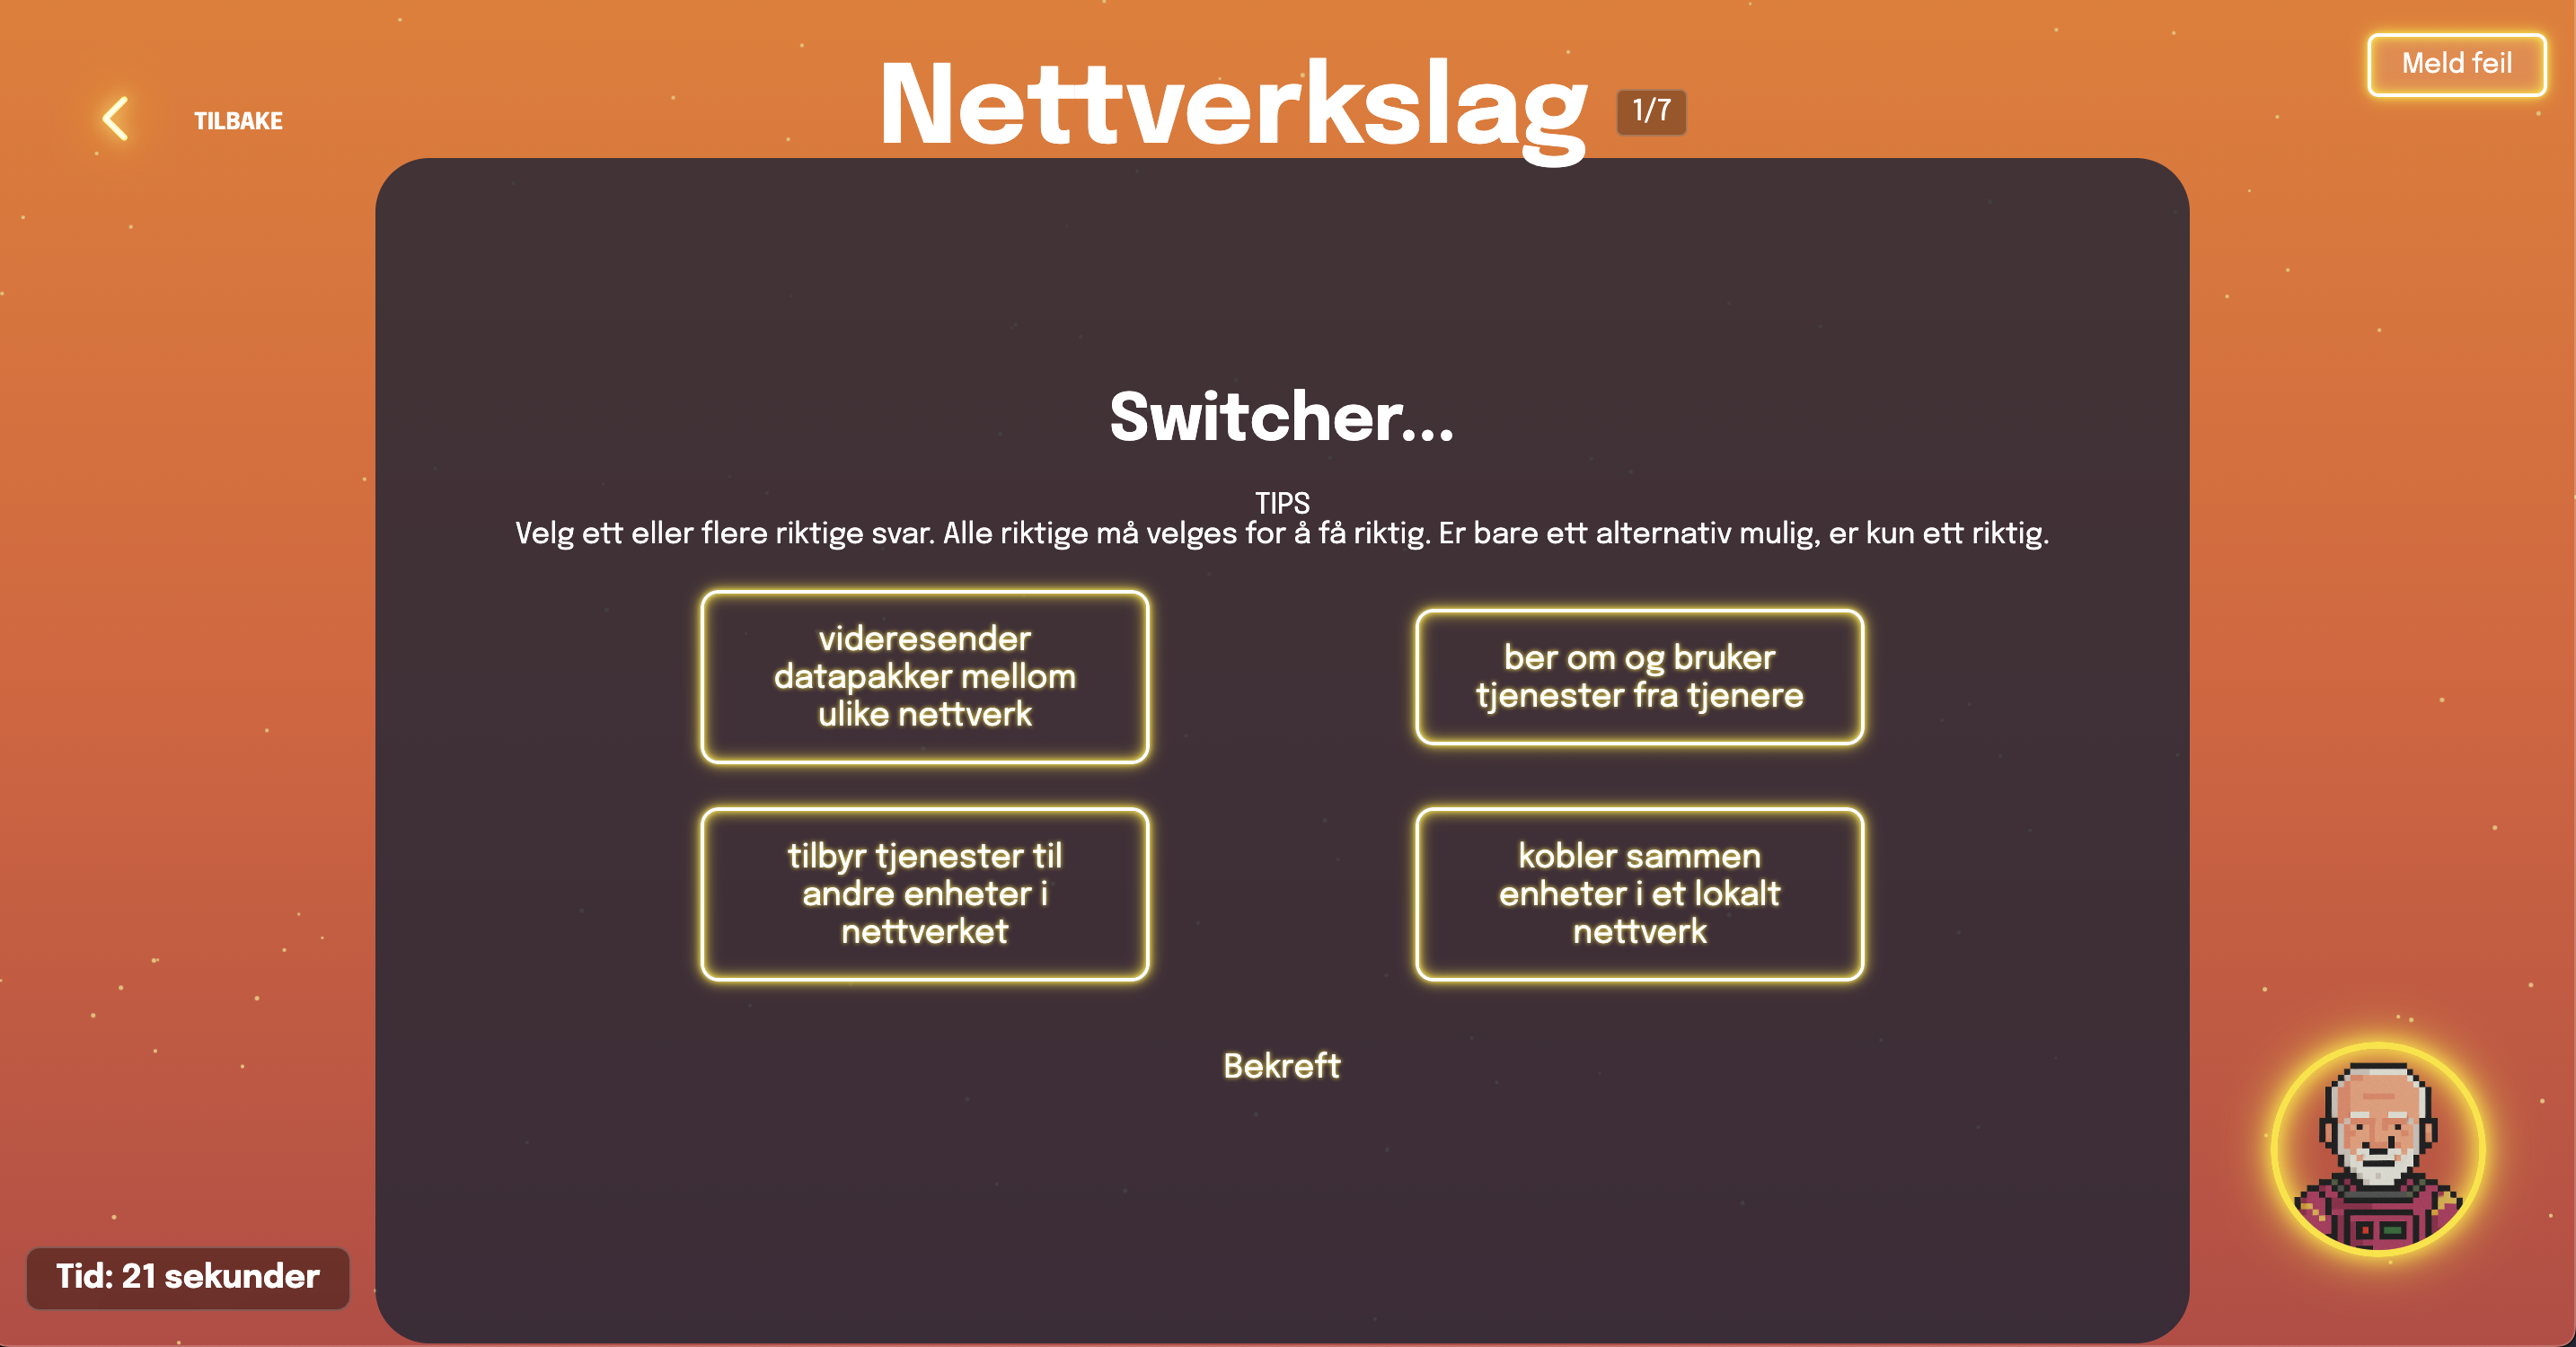 TILBAKE
Nettverkslag
1/7
Meld feil
Switcher...
TIPS
Velg ett eller flere riktige svar. Alle riktige må velges for å få riktig. Er bare ett alternativ mulig, er kun ett riktig.
videresender
datapakker mellom
ulike nettverk
ber om og bruker
tjenester fra tjenere
tilbyr tjenester til
andre enheter i
nettverket
kobler sammen
enheter i et lokalt
nettverk
Bekreft
Tid: 21 sekunder